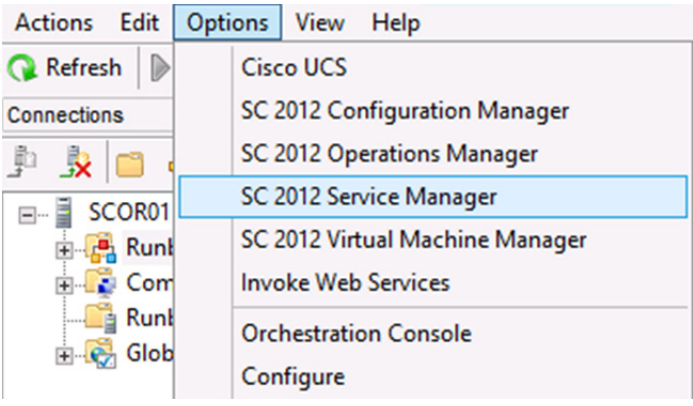 Actions Edit Options View Help
Refresh
Cisco UCS
Connections
SC 2012 Configuration Manager
SC 2012 Operations Manager
SC 2012 Service Manager
SCOR01
SC 2012 Virtual Machine Manager
Invoke Web Services
Orchestration Console
Configure